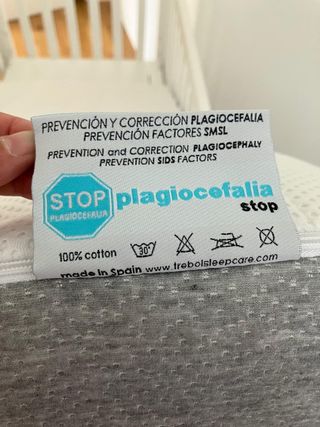 PREVENCIÓN Y CORRECCIÓN PLAGIOCEFALIA
PREVENCIÓN FACTORES SMSL
PREVENTION and CORRECTION PLAGIOCEPHALY
PREVENTION SIDS FACTORS
STOP
PLAGIOCEFALIA
plagiocefalia
stop
100% cotton
30°
made in Spain www.trebolsleepcare.com